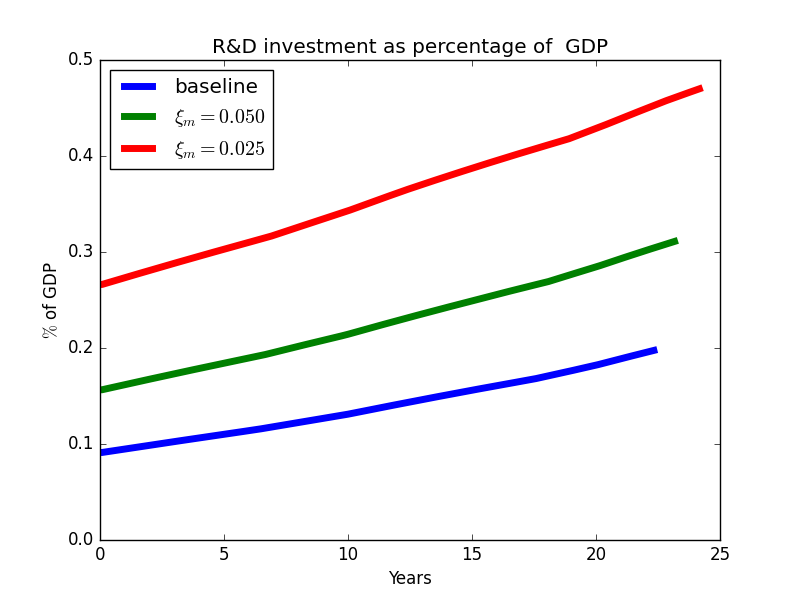 R&D investment as percentage of  GDP
baseline
ξₘ = 0.050
ξₘ = 0.025
% of GDP
0.5
0.4
0.3
0.2
0.1
0.0
0 5 10 15 20 25
Years